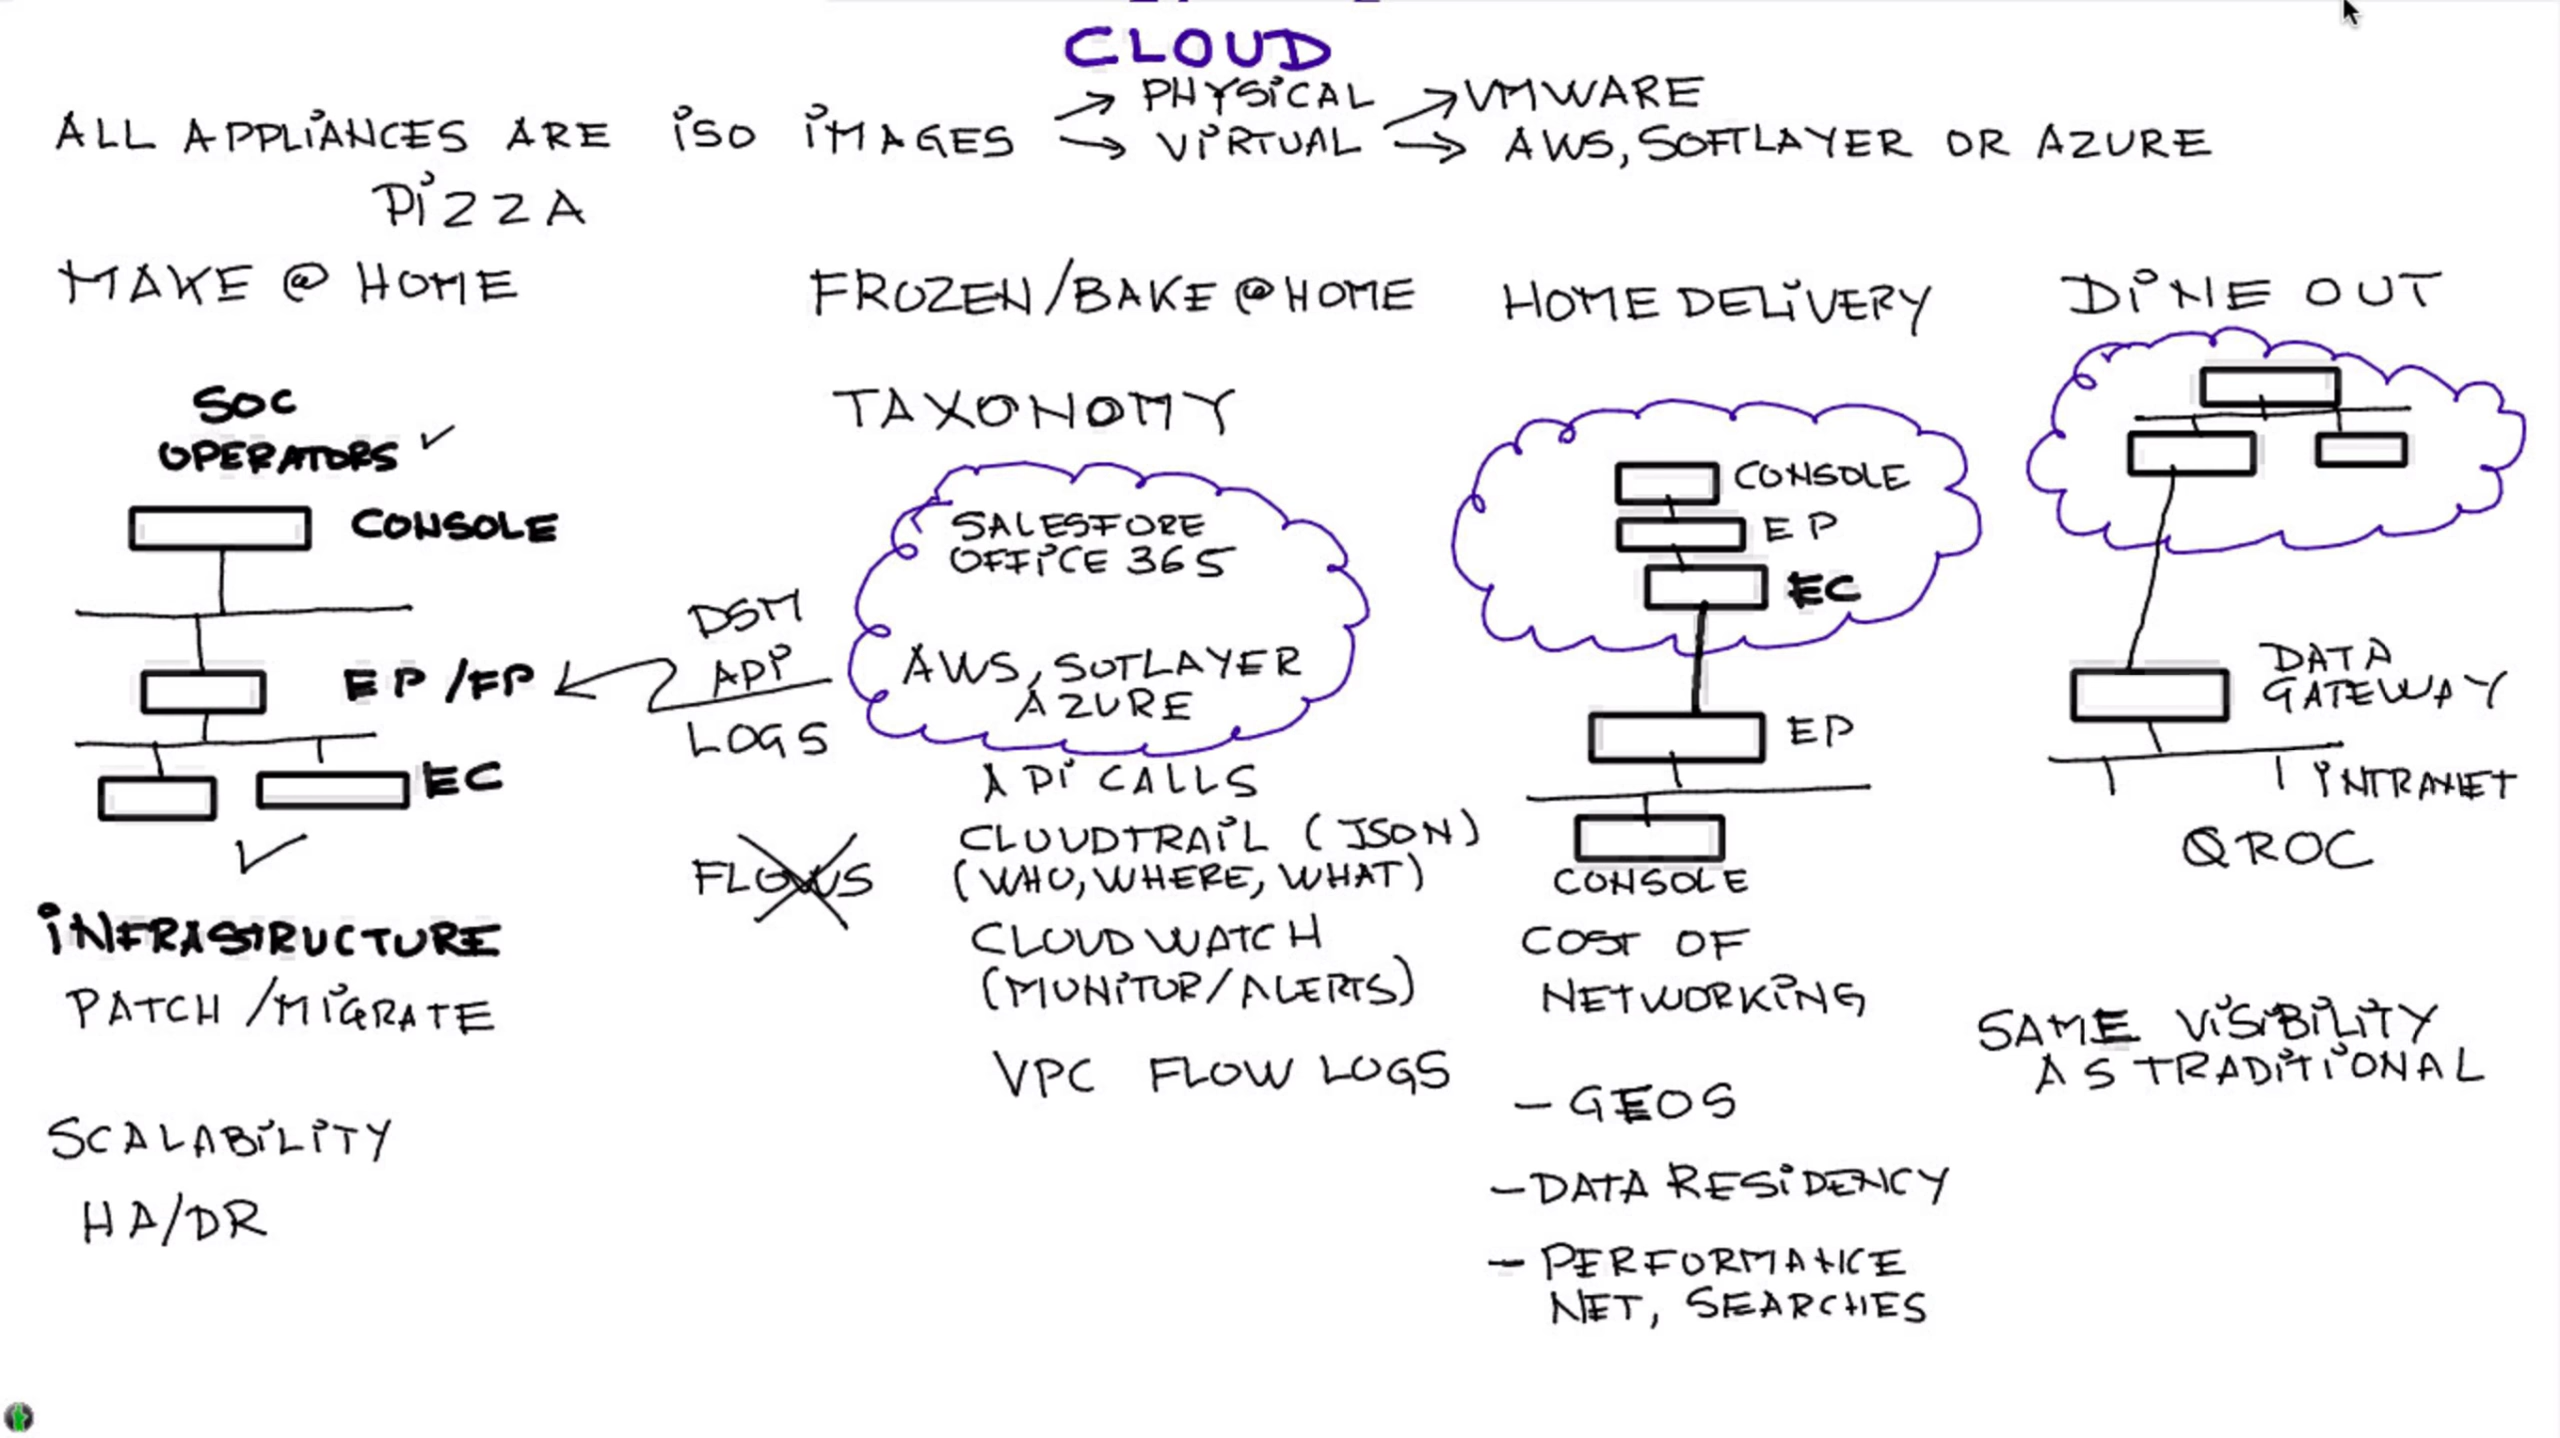 CLOUD
ALL APPLiANCES ARE iSO iMAGES
PHYSiCAL
ViRTUAL
VMWARE
AWS, SOFTLAYER OR AZURE
PiZZA
MAKE @ HOME
FROZEN/BAKE @ HOME
HOME DELiVERY
DiNE OUT
SOC
OPERATORS
CONSOLE
EP/FP
EC
iNFRASTRUCTURE
PATCH/MiGRATE
SCALABiLiTY
HA/DR
DSM
APi
LOGS
FLOWS
TAXONOMY
SALESFORE
OFFiCE 365
AWS, SOTLAYER
AZURE
APi CALLS
CLOUDTRAiL (JSON)
(WHO, WHERE, WHAT)
CLOUD WATCH
(MONiTOR/ALERTS)
VPC FLOW LOGS
CONSOLE
EP
EC
EP
CONSOLE
COST OF
NETWORKiNG
- GEOS
- DATA RESiDENCY
- PERFORMANCE
NET, SEARCHES
DATA
GATEWAY
iNTRANET
QROC
SAME ViSiBiLiTY
AS TRADiTiONAL